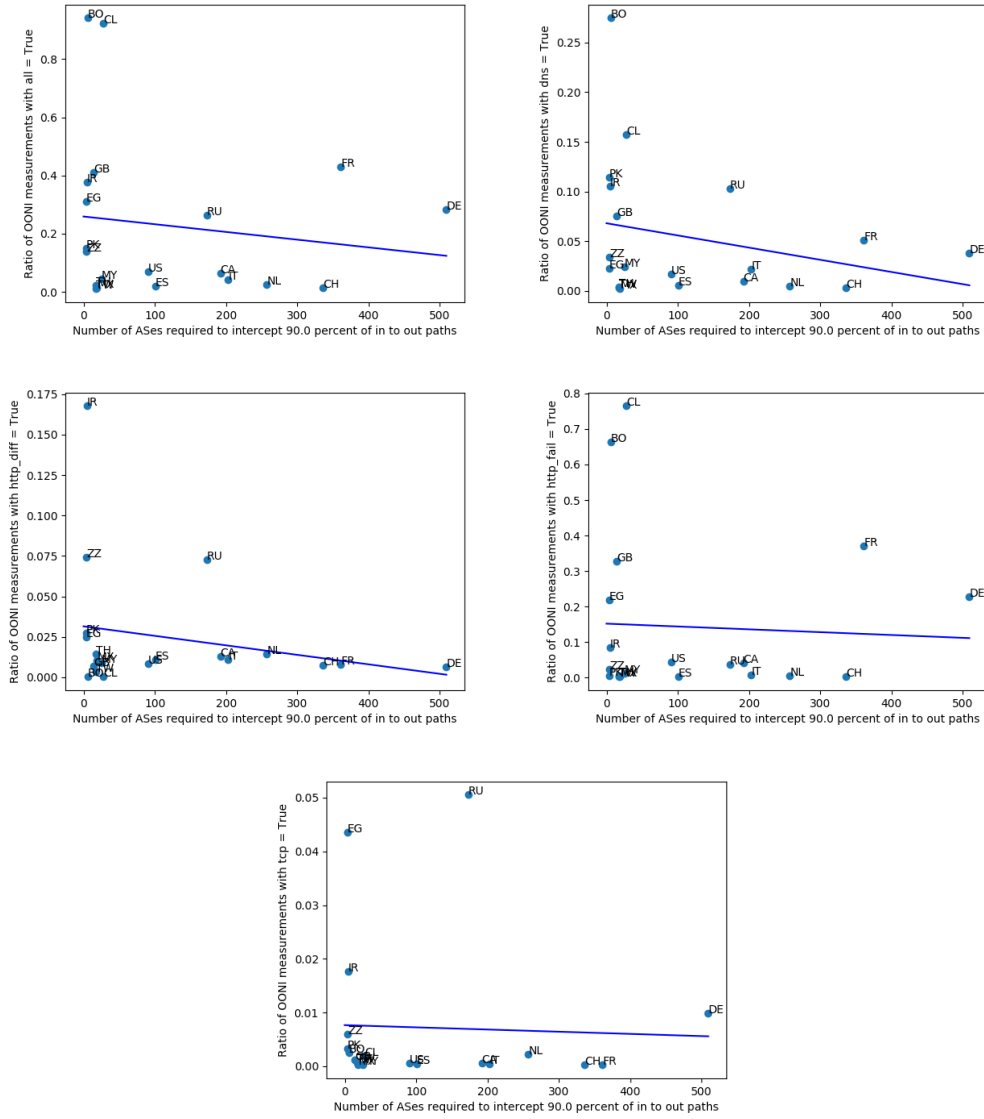 Ratio of OONI measurements with all = True
0.8
0.6
0.4
0.2
0.0
BO
CL
GB
IR
EG
PK
ZZ
MY
US
ES
RU
CA
IT
NL
CH
FR
DE
0 100 200 300 400 500
Number of ASes required to intercept 90.0 percent of in to out paths
Ratio of OONI measurements with dns = True
0.25
0.20
0.15
0.10
0.05
0.00
BO
CL
PK
IR
GB
ZZ
EG
MY
US
ES
RU
CA
IT
NL
CH
FR
DE
0 100 200 300 400 500
Number of ASes required to intercept 90.0 percent of in to out paths
Ratio of OONI measurements with http_diff = True
0.175
0.150
0.125
0.100
0.075
0.050
0.025
0.000
IR
ZZ
RU
PK
EG
TH
MY
BO
CL
US
ES
CA
IT
NL
CH
FR
DE
0 100 200 300 400 500
Number of ASes required to intercept 90.0 percent of in to out paths
Ratio of OONI measurements with http_fail = True
0.8
0.7
0.6
0.5
0.4
0.3
0.2
0.1
0.0
CL
BO
FR
GB
DE
EG
IR
ZZ
MY
US
ES
RU
CA
IT
NL
CH
0 100 200 300 400 500
Number of ASes required to intercept 90.0 percent of in to out paths
Ratio of OONI measurements with tcp = True
0.05
0.04
0.03
0.02
0.01
0.00
RU
EG
IR
DE
ZZ
PK
BO
CL
US
ES
CA
IT
NL
CH
FR
0 100 200 300 400 500
Number of ASes required to intercept 90.0 percent of in to out paths